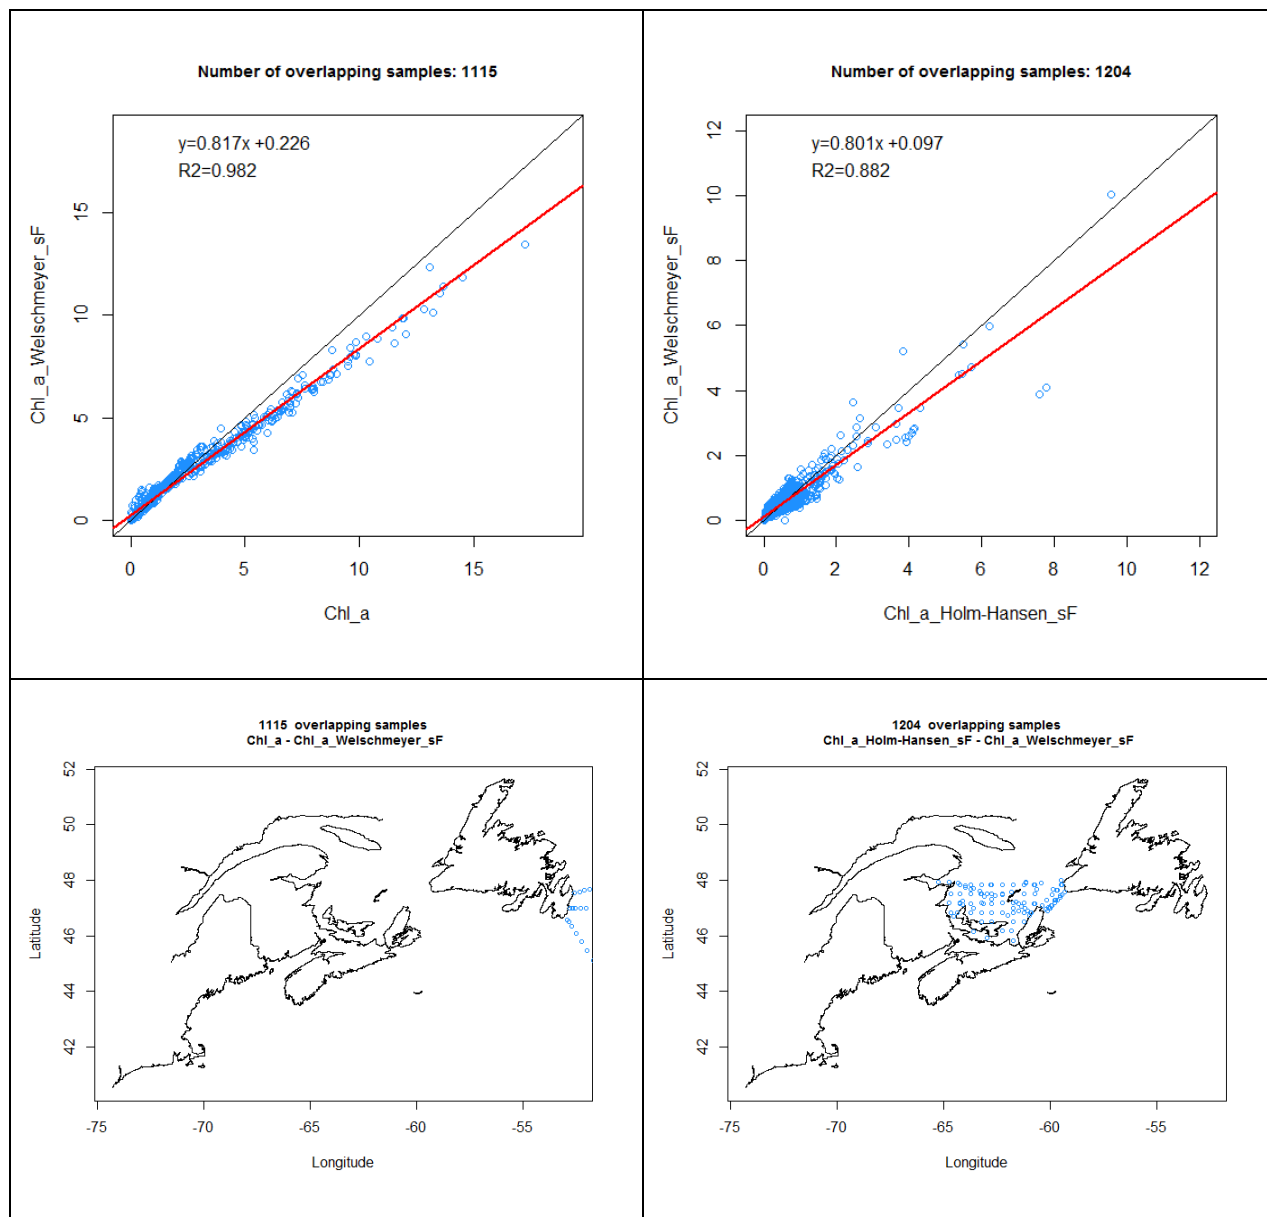 Number of overlapping samples: 1115
y=0.817x +0.226
R2=0.982
Chl_a_Welschmeyer_sF
15
10
5
0
0 5 10 15
Chl_a
Number of overlapping samples: 1204
y=0.801x +0.097
R2=0.882
Chl_a_Welschmeyer_sF
12
10
8
6
4
2
0
0 2 4 6 8 10 12
Chl_a_Holm-Hansen_sF
1115 overlapping samples
Chl_a - Chl_a_Welschmeyer_sF
Latitude
52
50
48
46
44
42
-75 -70 -65 -60 -55
Longitude
1204 overlapping samples
Chl_a_Holm-Hansen_sF - Chl_a_Welschmeyer_sF
Latitude
52
50
48
46
44
42
-75 -70 -65 -60 -55
Longitude